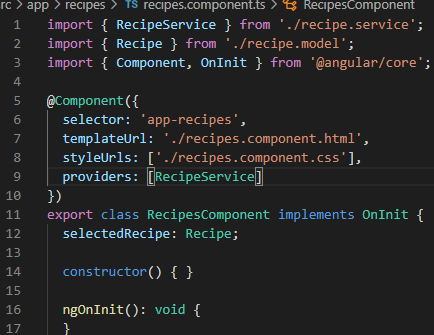 rc > app > recipes > TS recipes.component.ts > RecipesComponent
1 import { RecipeService } from './recipe.service';
2 import { Recipe } from './recipe.model';
3 import { Component, OnInit } from '@angular/core';
4
5 @Component({
6 selector: 'app-recipes',
7 templateUrl: './recipes.component.html',
8 styleUrls: ['./recipes.component.css'],
9 providers: [RecipeService]
10 })
11 export class RecipesComponent implements OnInit {
12 selectedRecipe: Recipe;
13
14 constructor() { }
15
16 ngOnInit(): void {
17 }